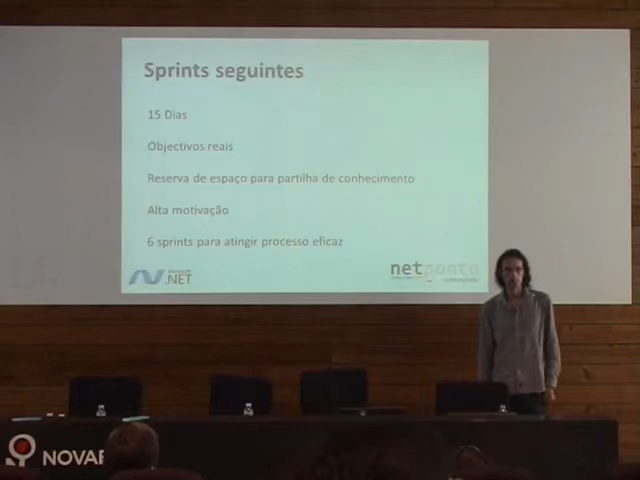 Sprints seguintes
15 Dias
Objectivos reais
Reserva de espaço para partilha de conhecimento
Alta motivação
6 sprints para atingir processo eficaz
.NET
netponto
NOVA